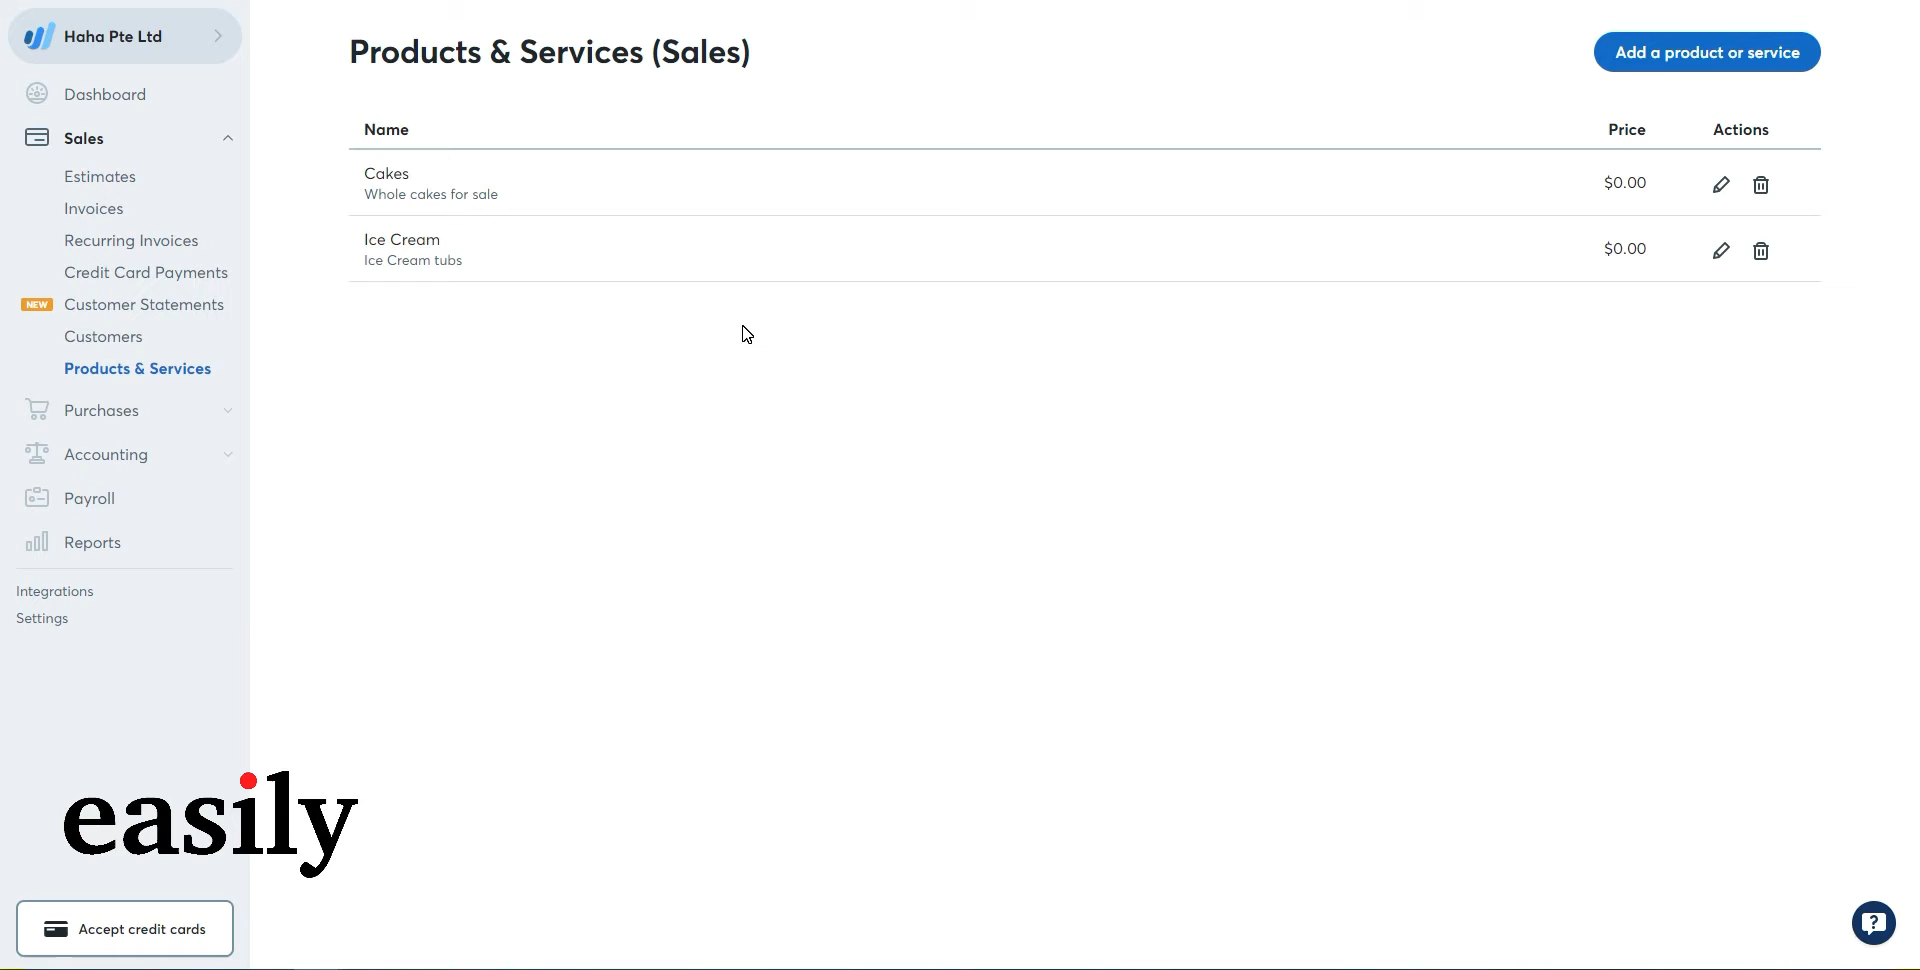 Haha Pte Ltd
Dashboard
Sales
Estimates
Invoices
Recurring Invoices
Credit Card Payments
NEW Customer Statements
Customers
Products & Services
Purchases
Accounting
Payroll
Reports
Integrations
Settings
easily
Accept credit cards
Products & Services (Sales)
Add a product or service
Name Price Actions
Cakes
Whole cakes for sale
$0.00
Ice Cream
Ice Cream tubs
$0.00
?